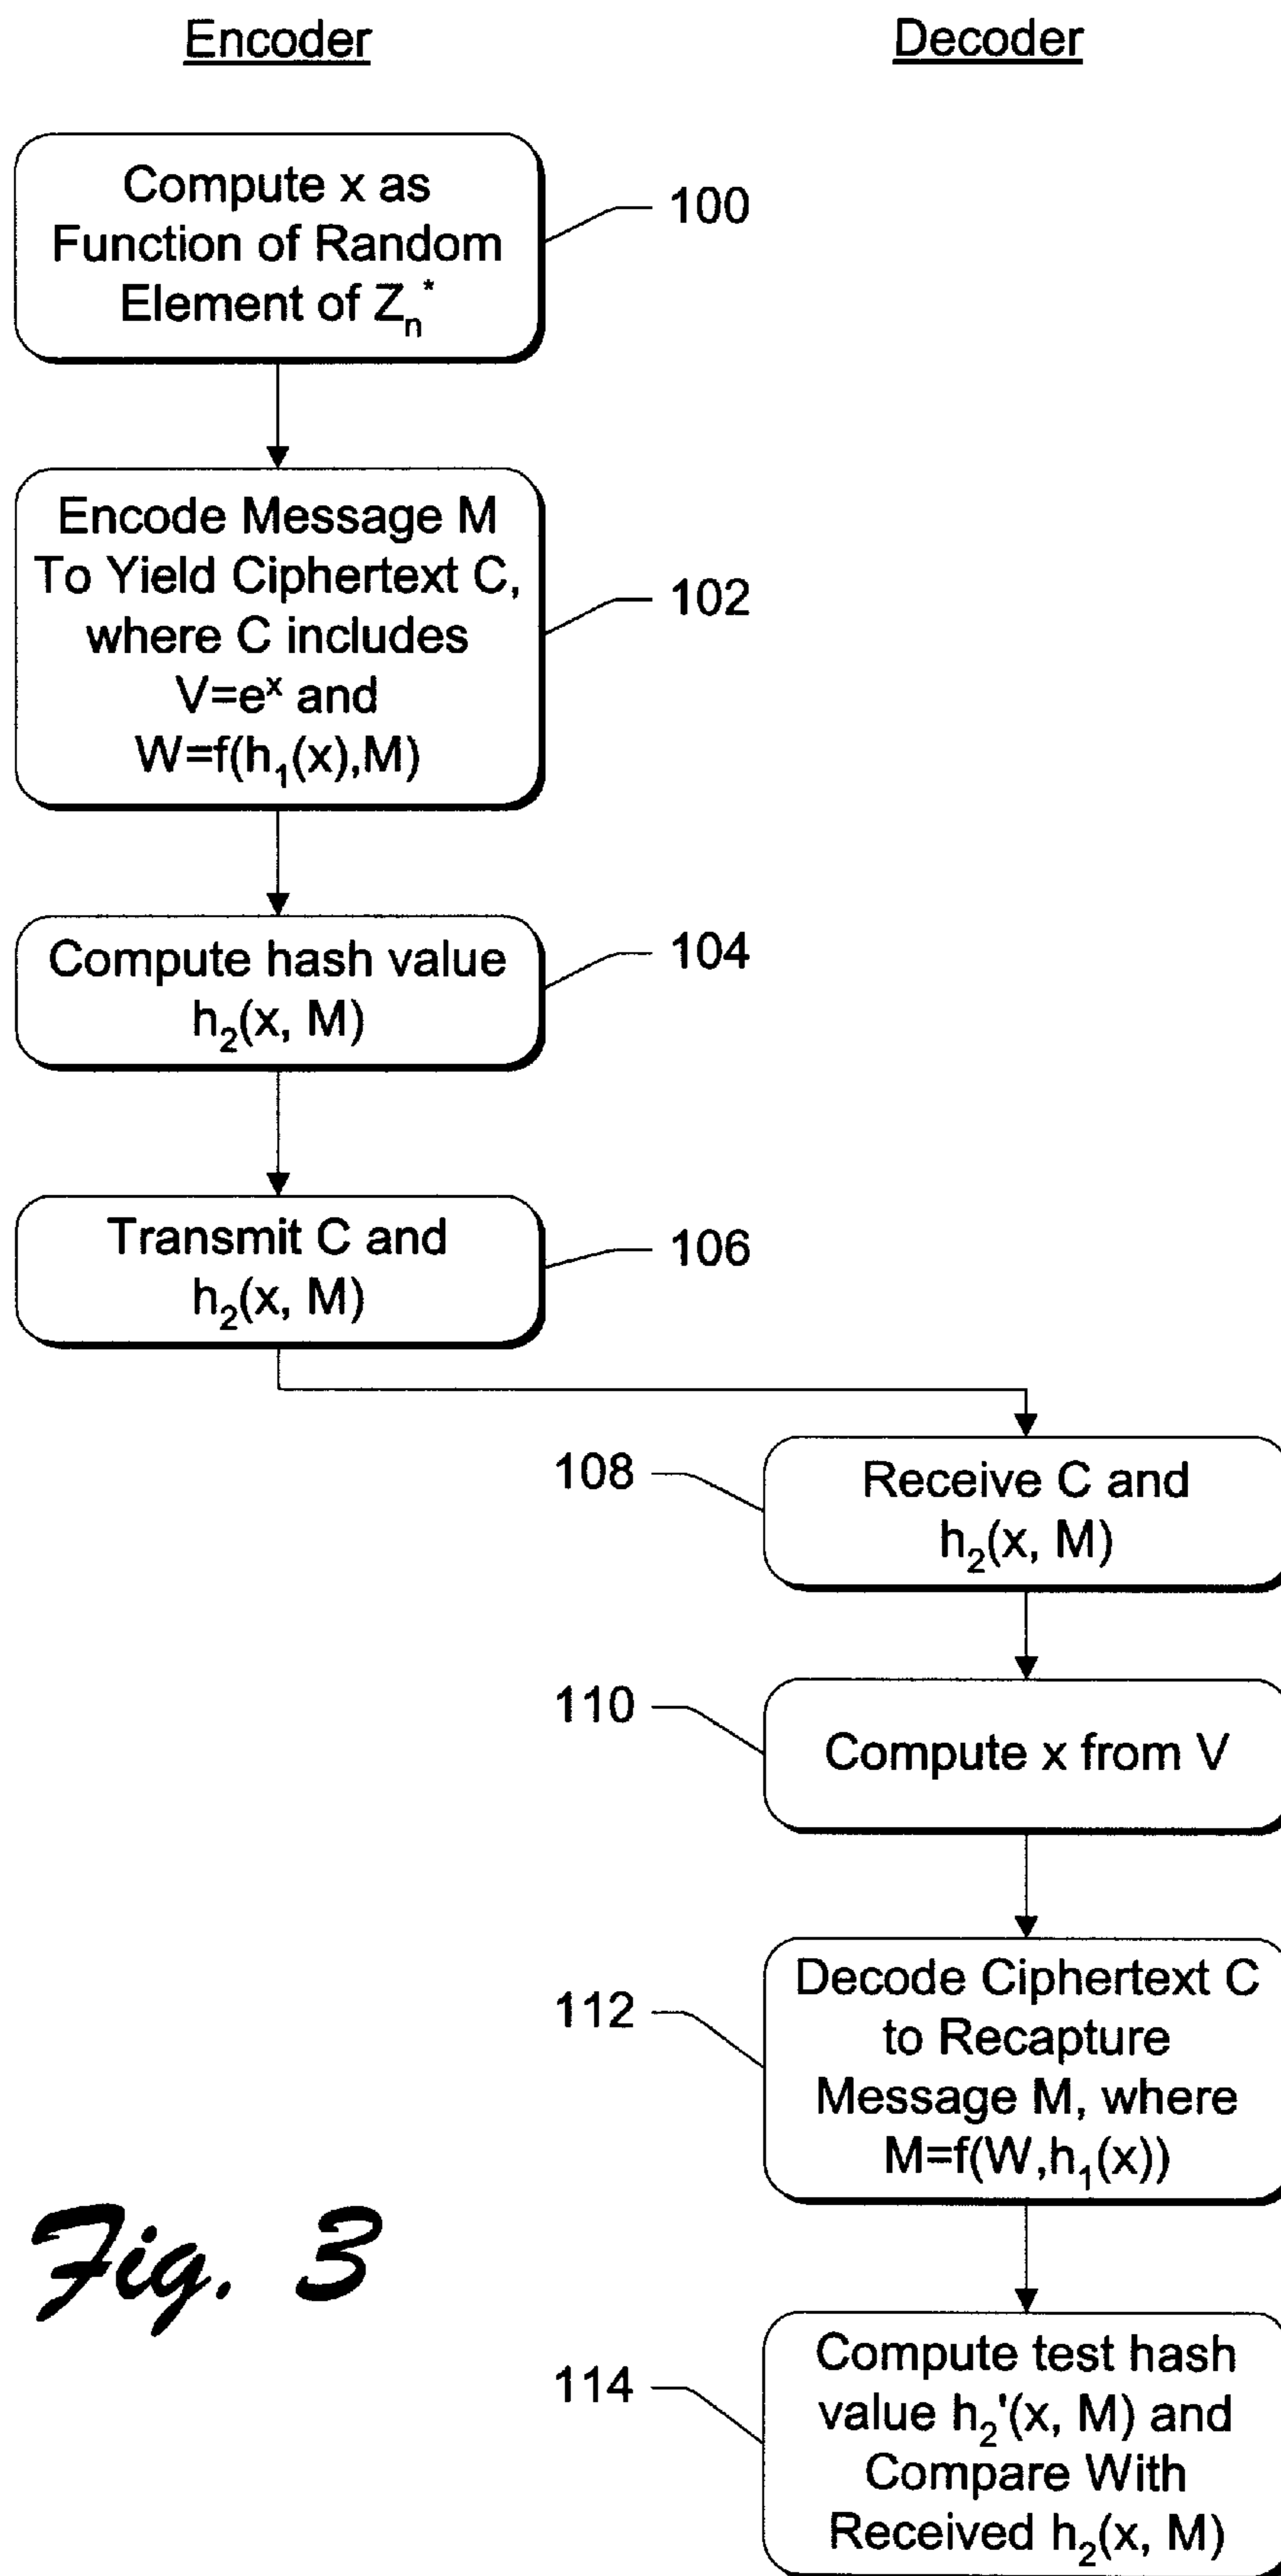 Encoder
Decoder
Compute x as
Function of Random
Element of Zn*
100
Encode Message M
To Yield Ciphertext C,
where C includes
V=eˣ and
W=f(h₁(x),M)
102
Compute hash value
h₂(x, M)
104
Transmit C and
h₂(x, M)
106
108
Receive C and
h₂(x, M)
110
Compute x from V
112
Decode Ciphertext C
to Recapture
Message M, where
M=f(W,h₁(x))
114
Compute test hash
value h₂'(x, M) and
Compare With
Received h₂(x, M)
Fig. 3